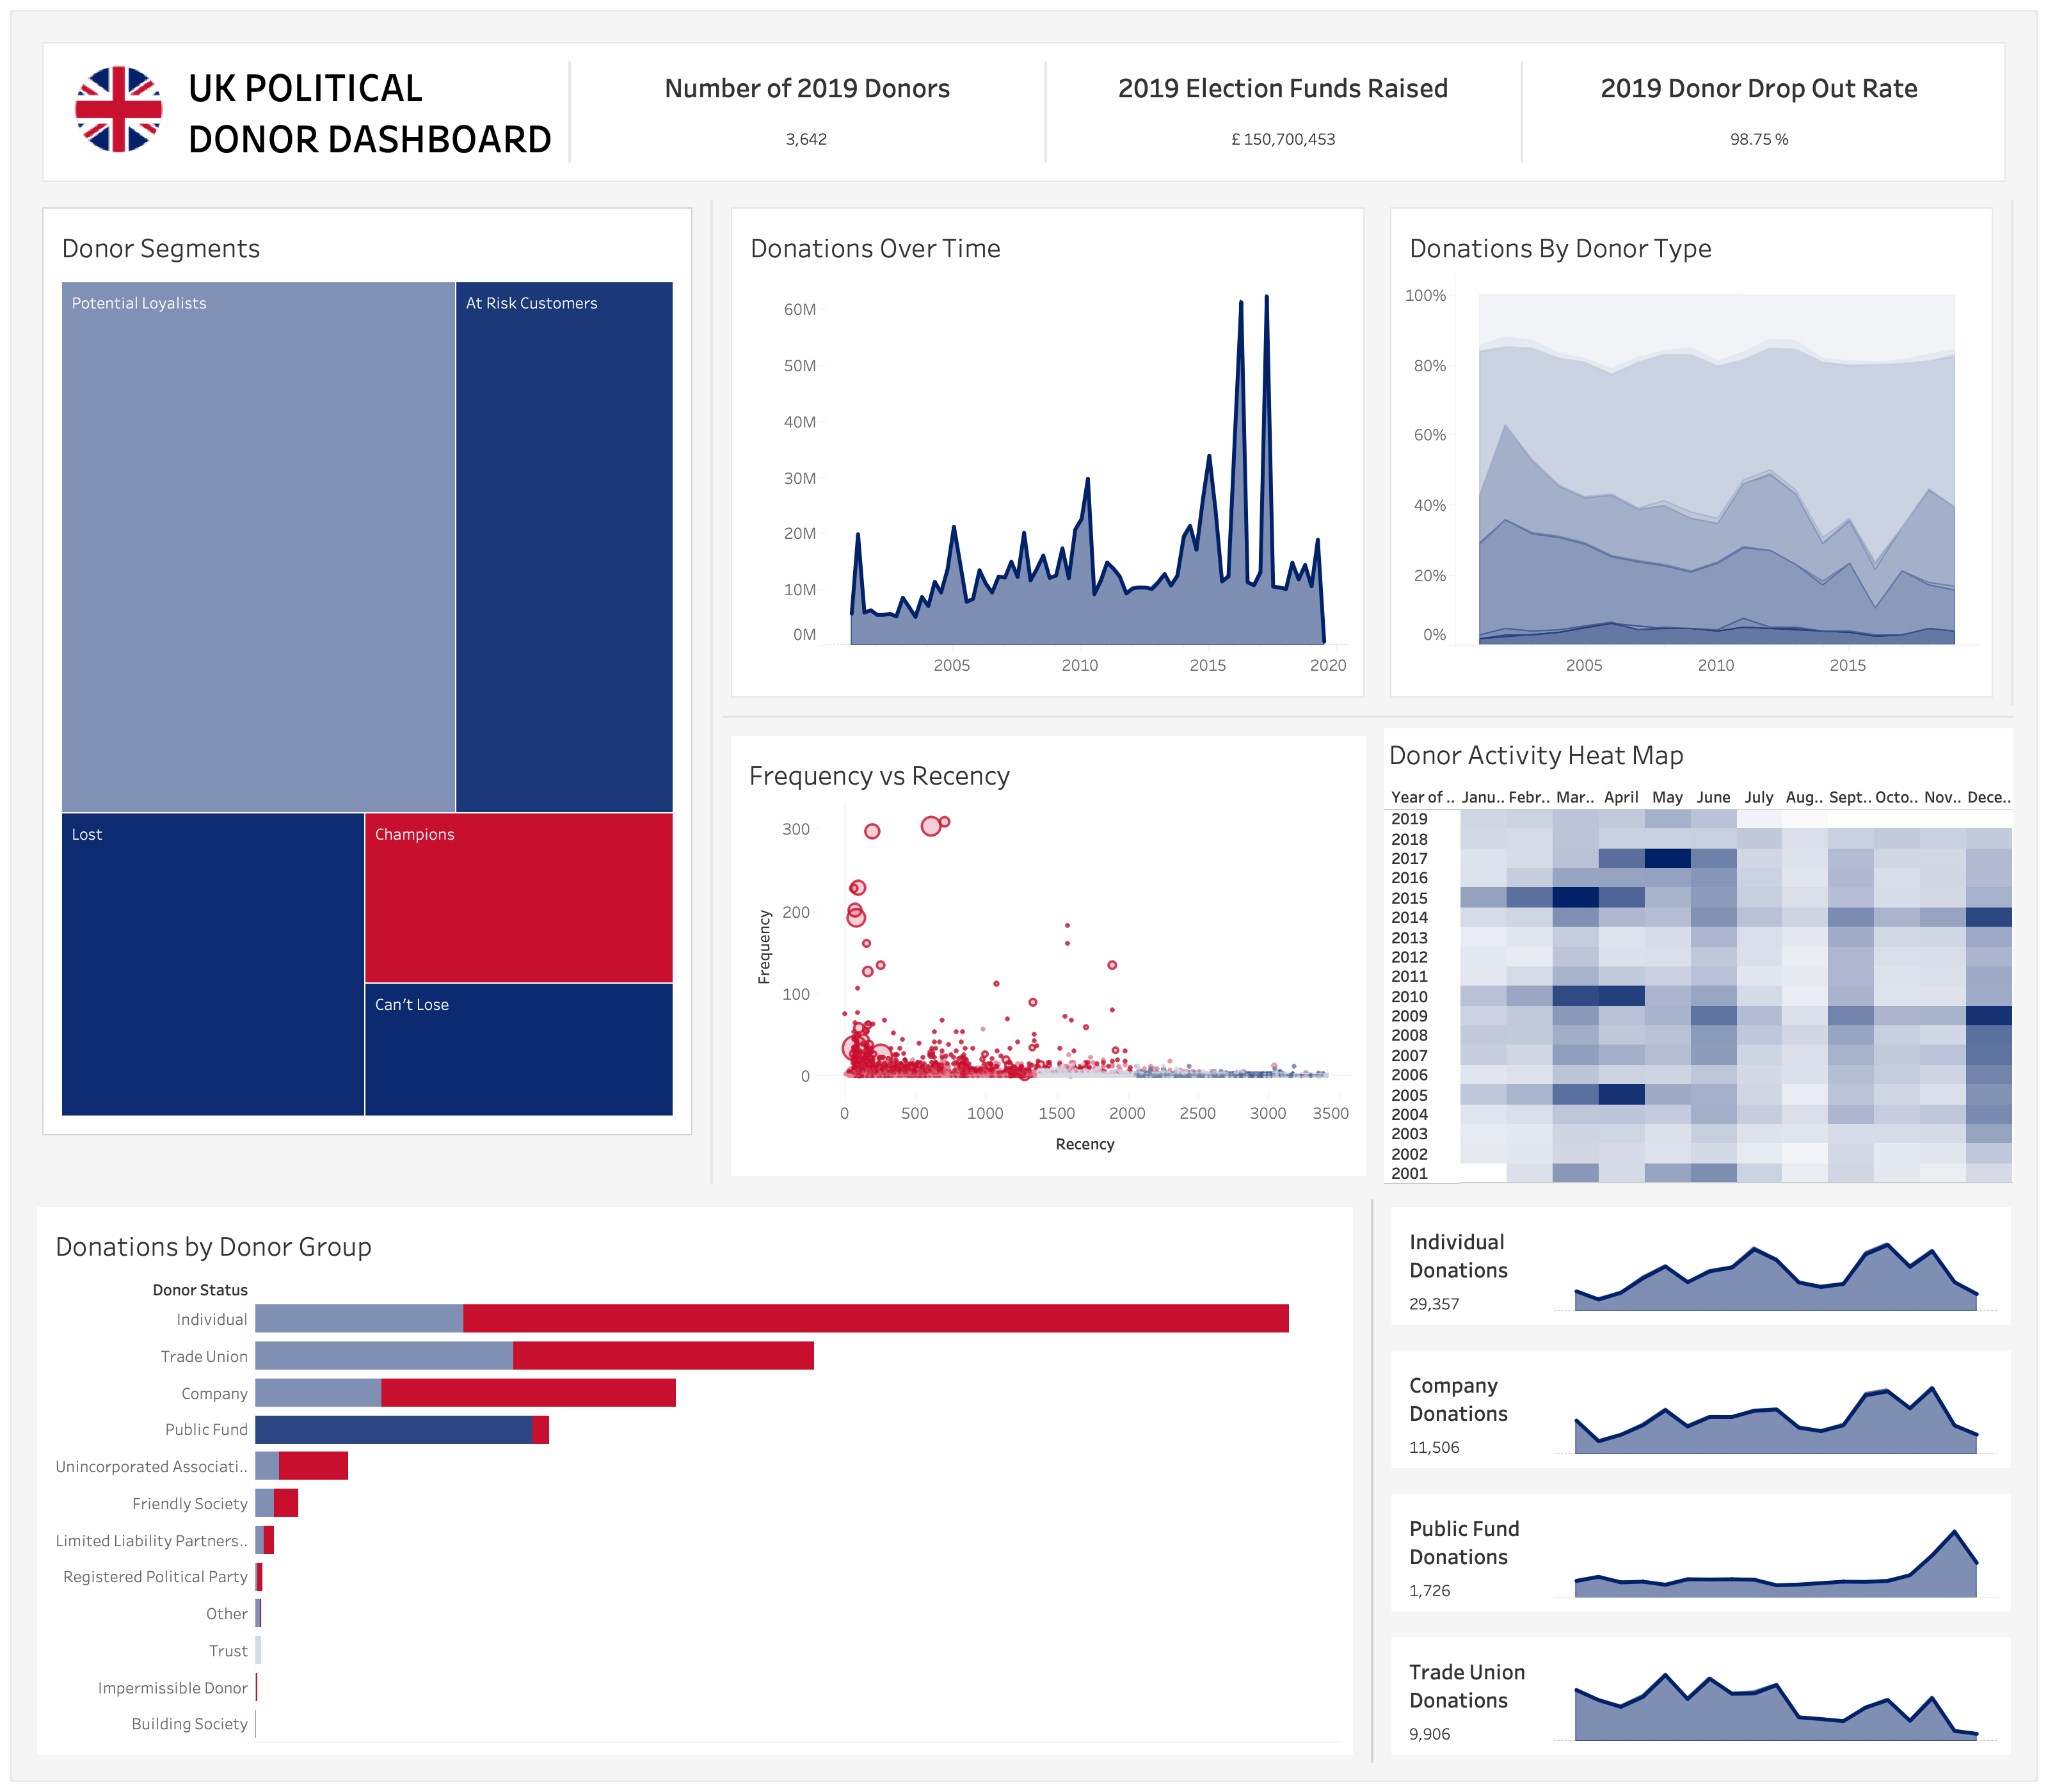 UK POLITICAL
DONOR DASHBOARD
Number of 2019 Donors
3,642
2019 Election Funds Raised
£ 150,700,453
2019 Donor Drop Out Rate
98.75 %
Donor Segments
Potential Loyalists
At Risk Customers
Lost
Champions
Can't Lose
Donations Over Time
60M
50M
40M
30M
20M
10M
0M
2005 2010 2015 2020
Donations By Donor Type
100%
80%
60%
40%
20%
0%
2005 2010 2015
Frequency vs Recency
Frequency
300
200
100
0
0 500 1000 1500 2000 2500 3000 3500
Recency
Donor Activity Heat Map
Year of .. Janu.. Febr.. Mar.. April May June July Aug.. Sept.. Octo.. Nov.. Dece..
2019
2018
2017
2016
2015
2014
2013
2012
2011
2010
2009
2008
2007
2006
2005
2004
2003
2002
2001
Donations by Donor Group
Donor Status
Individual
Trade Union
Company
Public Fund
Unincorporated Associati..
Friendly Society
Limited Liability Partners..
Registered Political Party
Other
Trust
Impermissible Donor
Building Society
Individual
Donations
29,357
Company
Donations
11,506
Public Fund
Donations
1,726
Trade Union
Donations
9,906